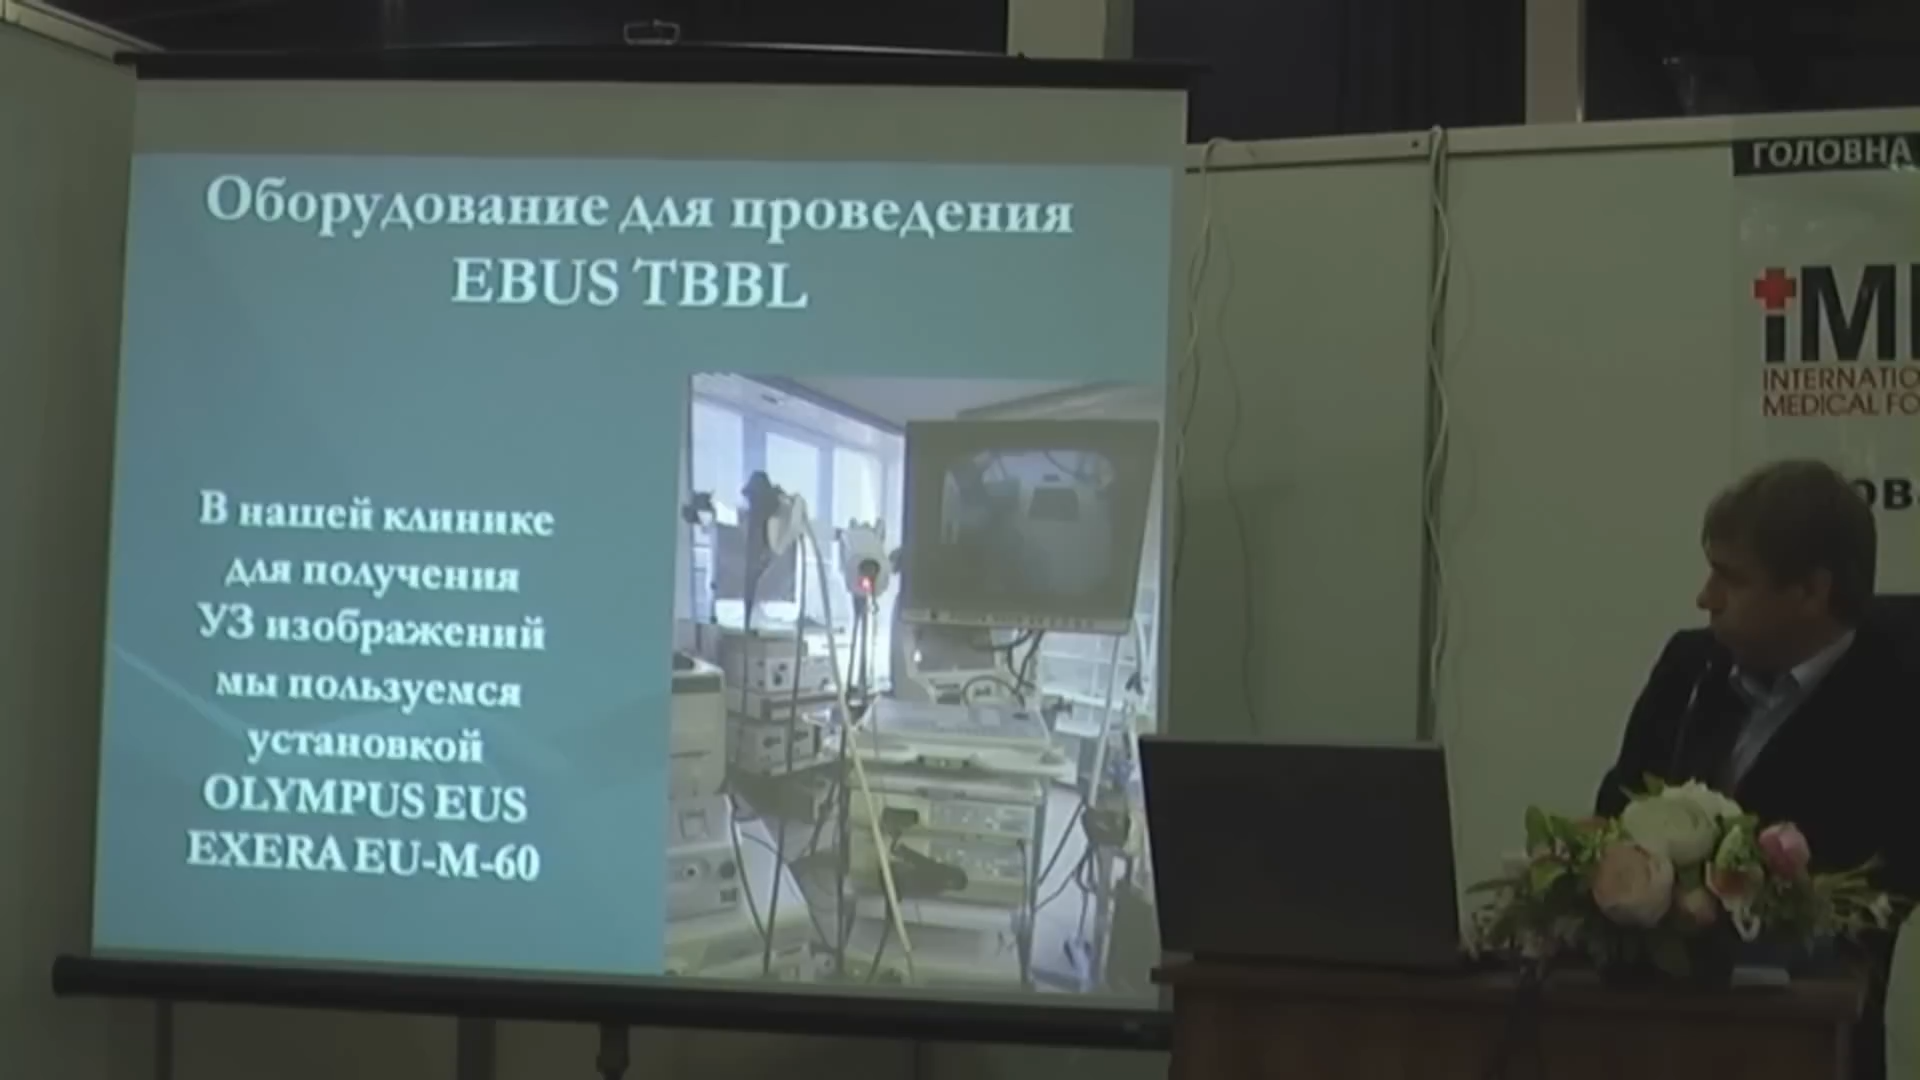 Оборудование для проведения
EBUS TBBL
В нашей клинике
для получения
УЗ изображений
мы пользуемся
установкой
OLYMPUS EUS
EXERA EU-M-60
ГОЛОВНА
iM
INTERNATIO
MEDICAL FO
ов